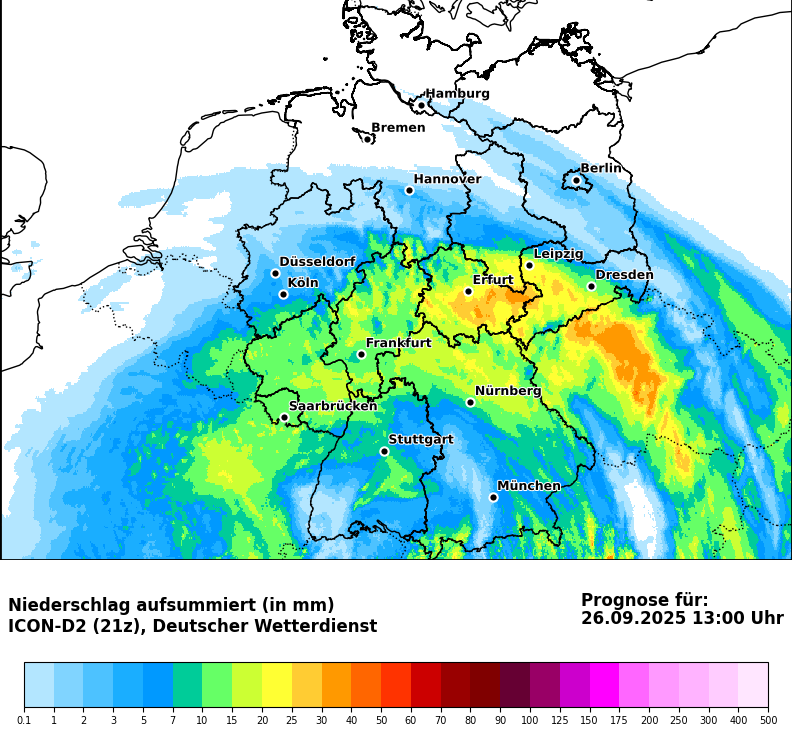 Hamburg
Bremen
Berlin
Hannover
Leipzig
Düsseldorf
Dresden
Köln
Erfurt
Frankfurt
Nürnberg
Saarbrücken
Stuttgart
München
Niederschlag aufsummiert (in mm)
ICON-D2 (21z), Deutscher Wetterdienst
Prognose für:
26.09.2025 13:00 Uhr
0.1 1 2 3 5 7 10 15 20 25 30 40 50 60 70 80 90 100 125 150 175 200 250 300 400 500